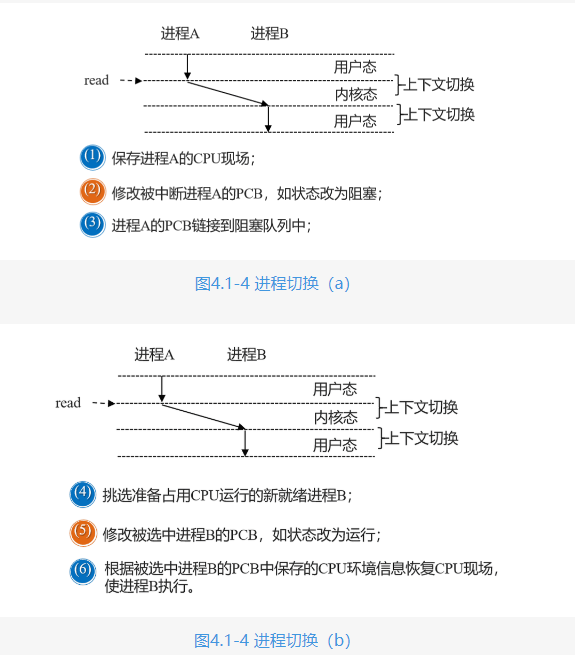 进程A 进程B
用户态
read
内核态
上下文切换
用户态
上下文切换
(1) 保存进程A的CPU现场;
(2) 修改被中断进程A的PCB，如状态改为阻塞;
(3) 进程A的PCB链接到阻塞队列中;
图4.1-4 进程切换（a）
进程A 进程B
用户态
read
内核态
上下文切换
用户态
上下文切换
(4) 挑选准备占用CPU运行的新就绪进程B;
(5) 修改被选中进程B的PCB，如状态改为运行;
(6) 根据被选中进程B的PCB中保存的CPU环境信息恢复CPU现场，
使进程B执行。
图4.1-4 进程切换（b）